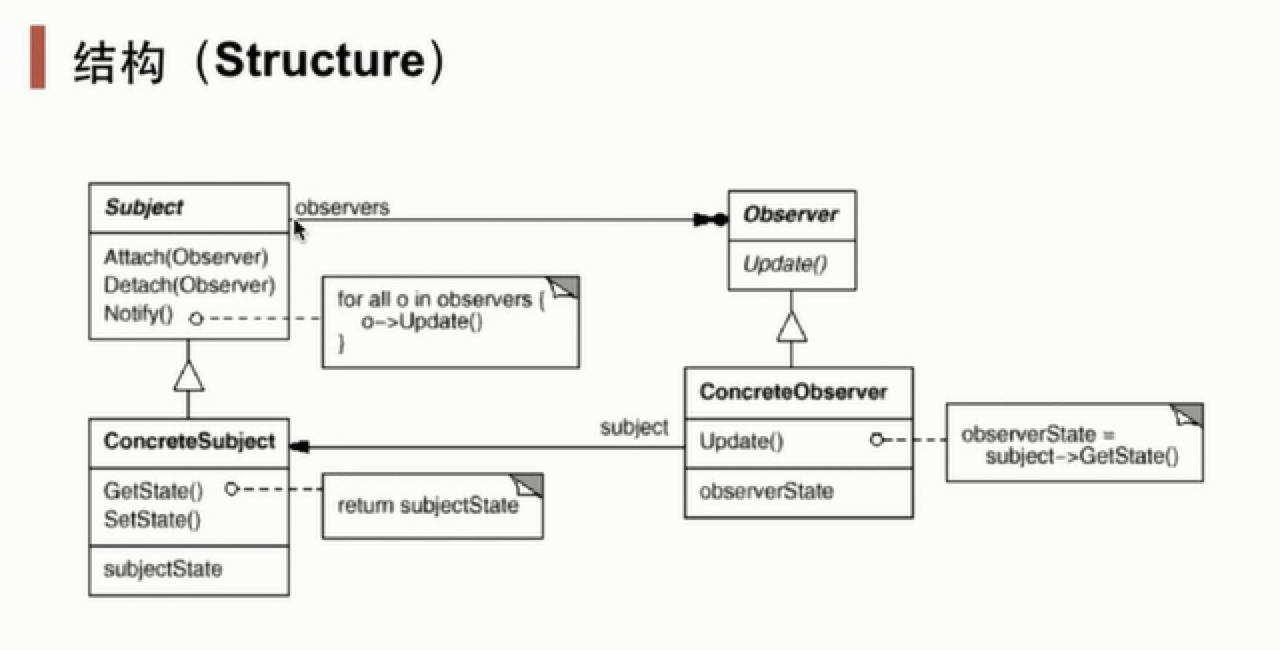 结构（Structure）
Subject
Attach(Observer)
Detach(Observer)
Notify()
observers
Observer
Update()
for all o in observers {
o->Update()
}
ConcreteSubject
GetState()
SetState()
subjectState
return subjectState
subject
ConcreteObserver
Update()
observerState
observerState =
subject->GetState()